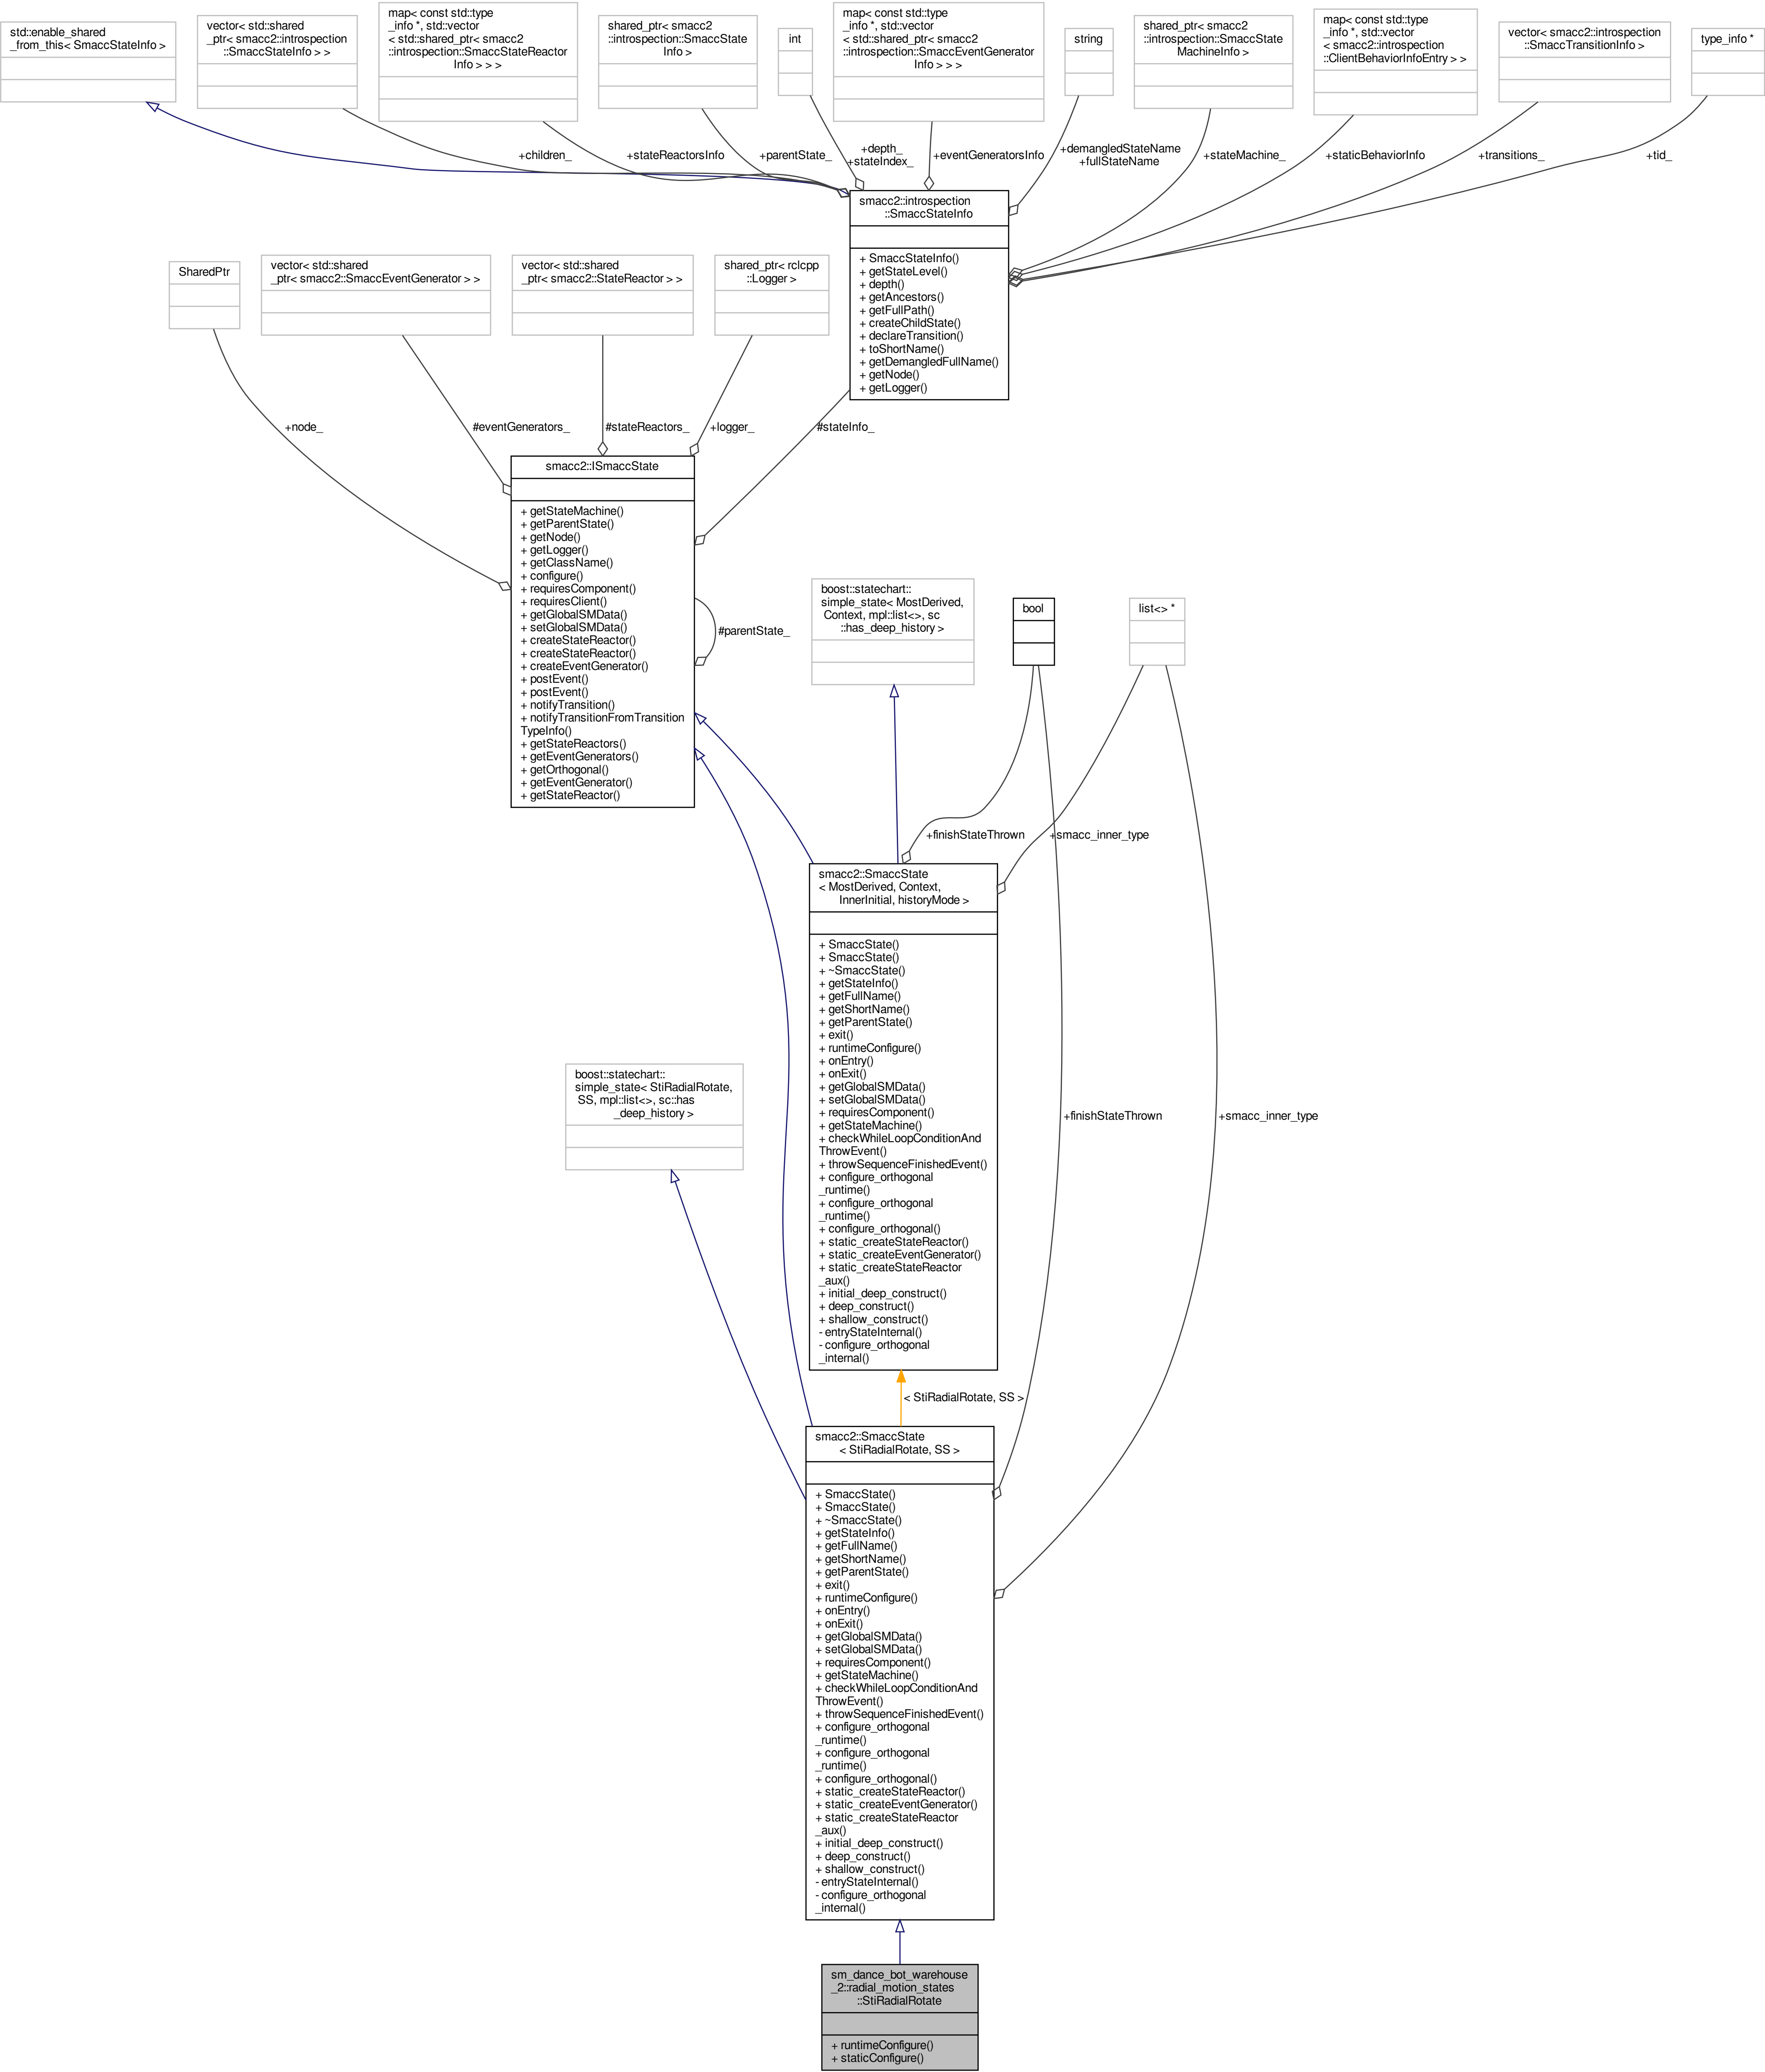 std::enable_shared
_from_this< SmaccStateInfo >
vector< std::shared
_ptr< smacc2::introspection
::SmaccStateInfo > >
map< const std::type
_info *, std::vector
< std::shared_ptr< smacc2
::introspection::SmaccStateReactor
Info > > >
shared_ptr< smacc2
::introspection::SmaccState
Info >
int
map< const std::type
_info *, std::vector
< std::shared_ptr< smacc2
::introspection::SmaccEventGenerator
Info > > >
string
shared_ptr< smacc2
::introspection::SmaccState
MachineInfo >
map< const std::type
_info *, std::vector
< smacc2::introspection
::ClientBehaviorInfoEntry > >
vector< smacc2::introspection
::SmaccTransitionInfo >
type_info *
+children_
+stateReactorsInfo
+parentState_
+depth_
+stateIndex_
+eventGeneratorsInfo
+demangledStateName
+fullStateName
+stateMachine_
+staticBehaviorInfo
+transitions_
+tid_
smacc2::introspection
::SmaccStateInfo
+ SmaccStateInfo()
+ getStateLevel()
+ depth()
+ getAncestors()
+ getFullPath()
+ createChildState()
+ declareTransition()
+ toShortName()
+ getDemangledFullName()
+ getNode()
+ getLogger()
SharedPtr
vector< std::shared
_ptr< smacc2::SmaccEventGenerator > >
vector< std::shared
_ptr< smacc2::StateReactor > >
shared_ptr< rclcpp
::Logger >
+node_
#eventGenerators_
#stateReactors_
+logger_
#stateInfo_
smacc2::ISmaccState
+ getStateMachine()
+ getParentState()
+ getNode()
+ getLogger()
+ getClassName()
+ configure()
+ requiresComponent()
+ requiresClient()
+ getGlobalSMData()
+ setGlobalSMData()
+ createStateReactor()
+ createStateReactor()
+ createEventGenerator()
+ postEvent()
+ postEvent()
+ notifyTransition()
+ notifyTransitionFromTransition
TypeInfo()
+ getStateReactors()
+ getEventGenerators()
+ getOrthogonal()
+ getEventGenerator()
+ getStateReactor()
#parentState_
boost::statechart::
simple_state< MostDerived,
Context, mpl::list<>, sc
::has_deep_history >
bool
list<> *
+finishStateThrown
+smacc_inner_type
smacc2::SmaccState
< MostDerived, Context,
InnerInitial, historyMode >
+ SmaccState()
+ SmaccState()
+ ~SmaccState()
+ getStateInfo()
+ getFullName()
+ getShortName()
+ getParentState()
+ exit()
+ runtimeConfigure()
+ onEntry()
+ onExit()
+ getGlobalSMData()
+ setGlobalSMData()
+ requiresComponent()
+ getStateMachine()
+ checkWhileLoopConditionAnd
ThrowEvent()
+ throwSequenceFinishedEvent()
+ configure_orthogonal
_runtime()
+ configure_orthogonal
_runtime()
+ configure_orthogonal()
+ static_createStateReactor()
+ static_createEventGenerator()
+ static_createStateReactor
_aux()
+ initial_deep_construct()
+ deep_construct()
+ shallow_construct()
- entryStateInternal()
- configure_orthogonal
_internal()
boost::statechart::
simple_state< StiRadialRotate,
SS, mpl::list<>, sc::has
_deep_history >
+finishStateThrown
+smacc_inner_type
< StiRadialRotate, SS >
smacc2::SmaccState
< StiRadialRotate, SS >
+ SmaccState()
+ SmaccState()
+ ~SmaccState()
+ getStateInfo()
+ getFullName()
+ getShortName()
+ getParentState()
+ exit()
+ runtimeConfigure()
+ onEntry()
+ onExit()
+ getGlobalSMData()
+ setGlobalSMData()
+ requiresComponent()
+ getStateMachine()
+ checkWhileLoopConditionAnd
ThrowEvent()
+ throwSequenceFinishedEvent()
+ configure_orthogonal
_runtime()
+ configure_orthogonal
_runtime()
+ configure_orthogonal()
+ static_createStateReactor()
+ static_createEventGenerator()
+ static_createStateReactor
_aux()
+ initial_deep_construct()
+ deep_construct()
+ shallow_construct()
- entryStateInternal()
- configure_orthogonal
_internal()
sm_dance_bot_warehouse
_2::radial_motion_states
::StiRadialRotate
+ runtimeConfigure()
+ staticConfigure()